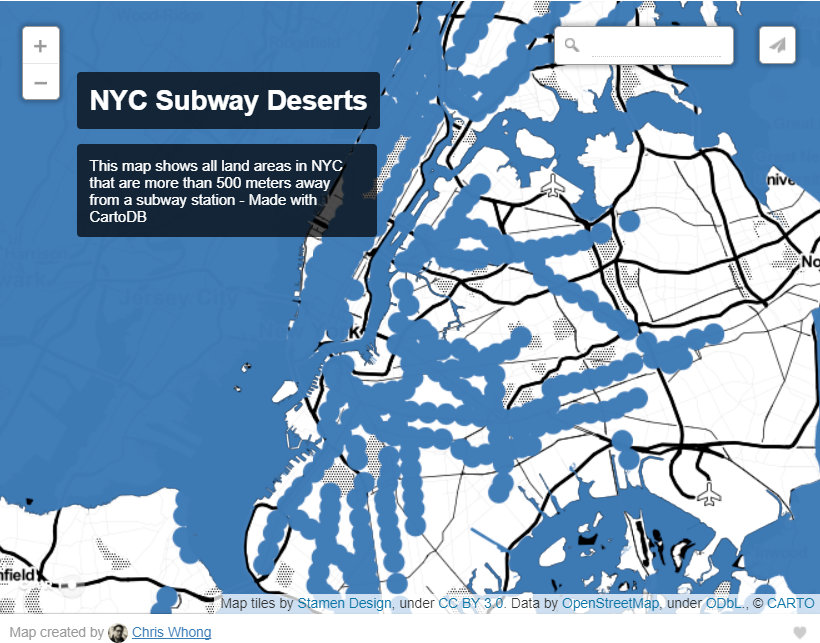 +
−
NYC Subway Deserts
This map shows all land areas in NYC
that are more than 500 meters away
from a subway station - Made with
CartoDB
Map tiles by Stamen Design, under CC BY 3.0. Data by OpenStreetMap, under ODbL., © CARTO
Map created by Chris Whong